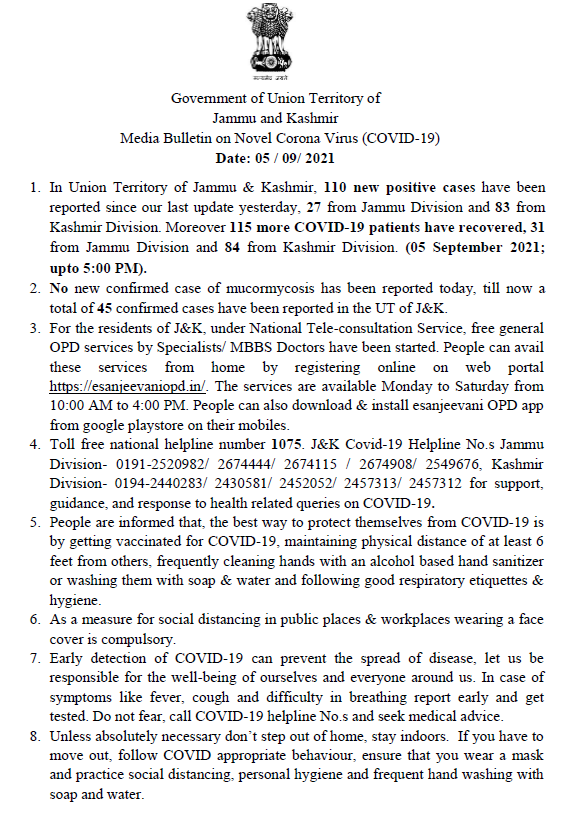 सत्यमेव जयते
Government of Union Territory of
Jammu and Kashmir
Media Bulletin on Novel Corona Virus (COVID-19)
Date: 05 / 09/ 2021
1. In Union Territory of Jammu & Kashmir, 110 new positive cases have been
reported since our last update yesterday, 27 from Jammu Division and 83 from
Kashmir Division. Moreover 115 more COVID-19 patients have recovered, 31
from Jammu Division and 84 from Kashmir Division. (05 September 2021;
upto 5:00 PM).
2. No new confirmed case of mucormycosis has been reported today, till now a
total of 45 confirmed cases have been reported in the UT of J&K.
3. For the residents of J&K, under National Tele-consultation Service, free general
OPD services by Specialists/ MBBS Doctors have been started. People can avail
these services from home by registering online on web portal
https://esanjeevaniopd.in/. The services are available Monday to Saturday from
10:00 AM to 4:00 PM. People can also download & install esanjeevani OPD app
from google playstore on their mobiles.
4. Toll free national helpline number 1075. J&K Covid-19 Helpline No.s Jammu
Division- 0191-2520982/ 2674444/ 2674115 / 2674908/ 2549676, Kashmir
Division- 0194-2440283/ 2430581/ 2452052/ 2457313/ 2457312 for support,
guidance, and response to health related queries on COVID-19.
5. People are informed that, the best way to protect themselves from COVID-19 is
by getting vaccinated for COVID-19, maintaining physical distance of at least 6
feet from others, frequently cleaning hands with an alcohol based hand sanitizer
or washing them with soap & water and following good respiratory etiquettes &
hygiene.
6. As a measure for social distancing in public places & workplaces wearing a face
cover is compulsory.
7. Early detection of COVID-19 can prevent the spread of disease, let us be
responsible for the well-being of ourselves and everyone around us. In case of
symptoms like fever, cough and difficulty in breathing report early and get
tested. Do not fear, call COVID-19 helpline No.s and seek medical advice.
8. Unless absolutely necessary don’t step out of home, stay indoors. If you have to
move out, follow COVID appropriate behaviour, ensure that you wear a mask
and practice social distancing, personal hygiene and frequent hand washing with
soap and water.